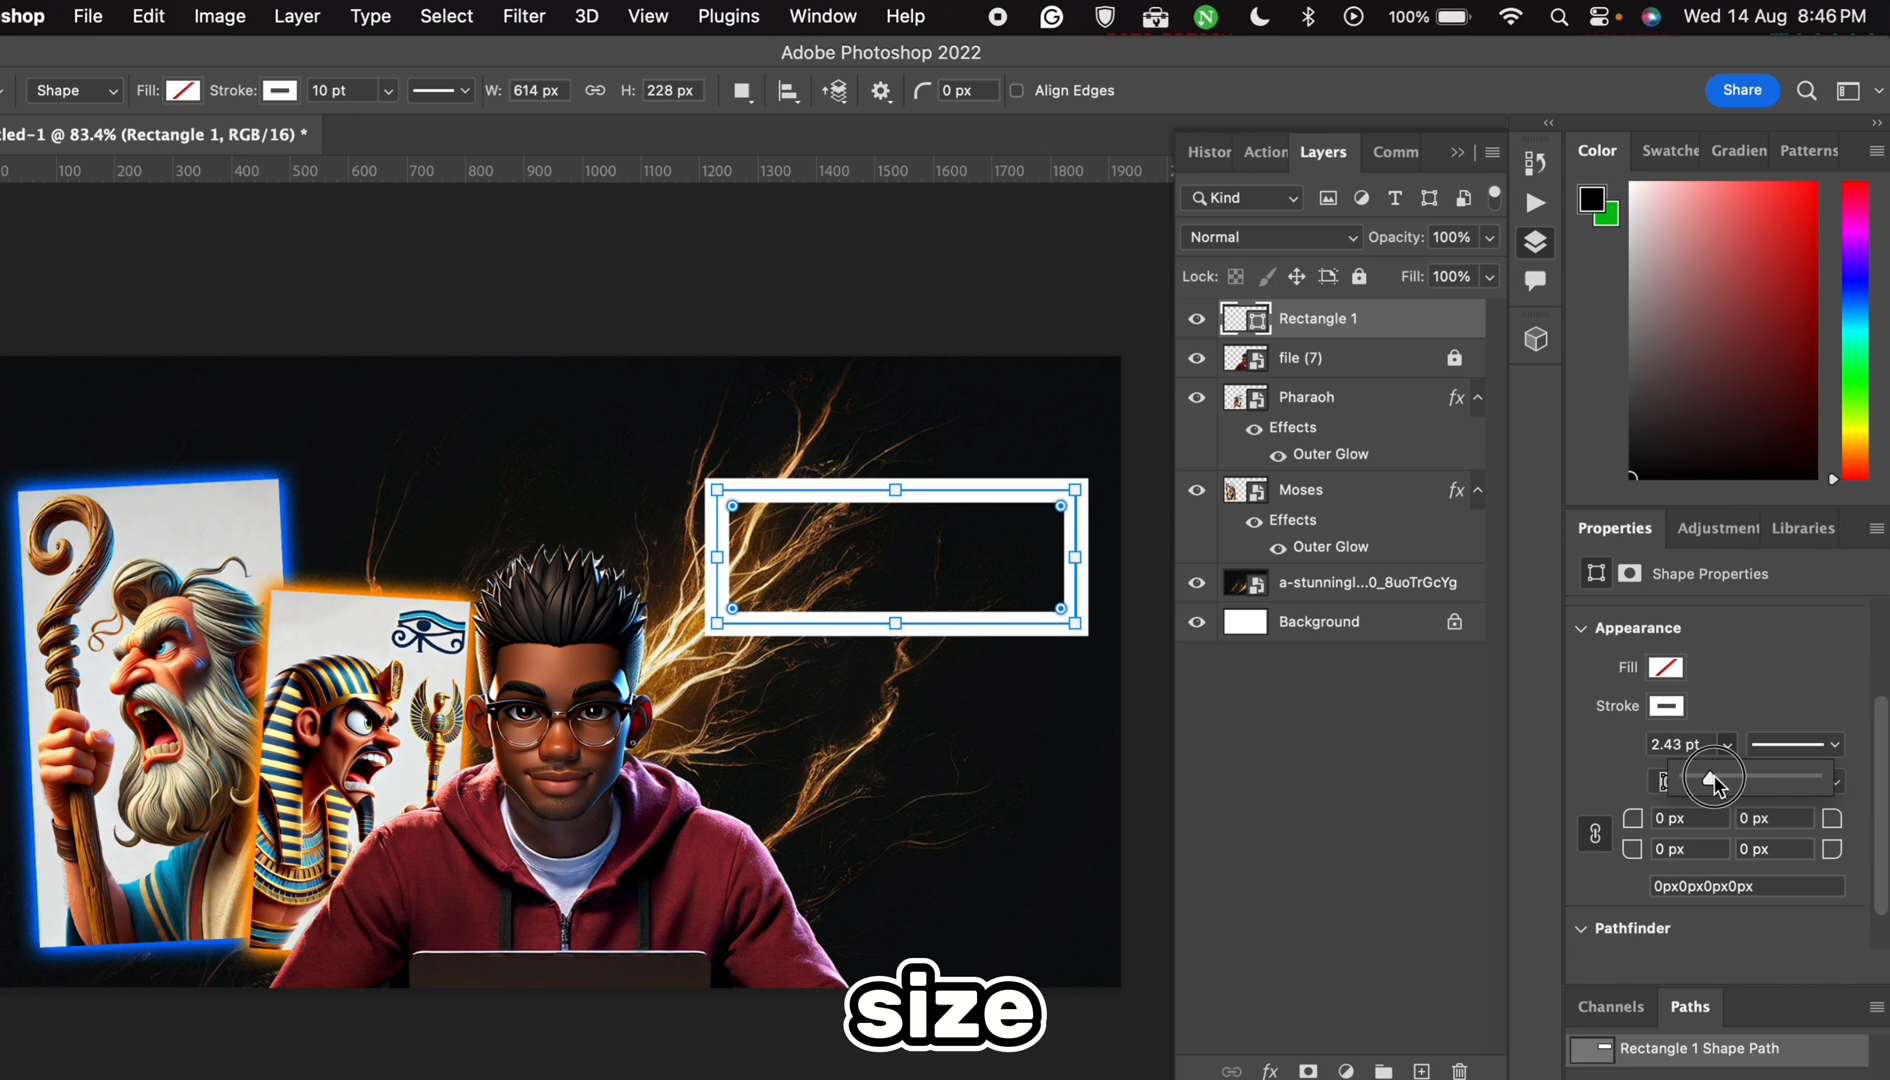 shop File Edit Image Layer Type Select Filter 3D View Plugins Window Help 100% Wed 14 Aug 8:46 PM
Adobe Photoshop 2022
Shape Fill: Stroke: 10 pt W: 614 px H: 228 px 0 px Align Edges Share
led-1 @ 83.4% (Rectangle 1, RGB/16) *
100 200 300 400 500 600 700 800 900 1000 1100 1200 1300 1400 1500 1600 1700 1800 1900
Histor Action Layers Comm
Kind
Normal Opacity: 100%
Lock: Fill: 100%
Rectangle 1
file (7)
Pharaoh fx
Effects
Outer Glow
Moses fx
Effects
Outer Glow
a-stunningl...0_8uoTrGcYg
Background
fx
Color Swatche Gradien Patterns
Properties Adjustment Libraries
Shape Properties
Appearance
Fill
Stroke
2.43 pt
0 px 0 px
0 px 0 px
0px0px0px0px
Pathfinder
Channels Paths
Rectangle 1 Shape Path
size